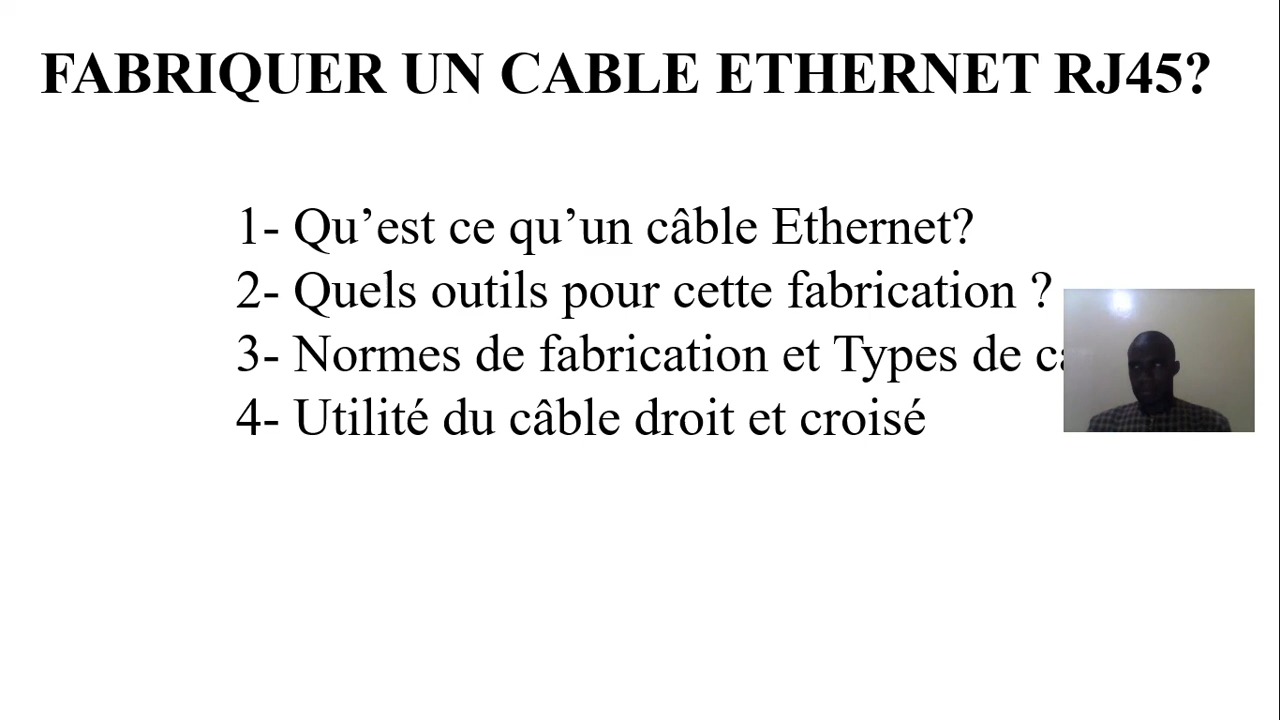 FABRIQUER UN CABLE ETHERNET RJ45?
1- Qu’est ce qu’un câble Ethernet?
2- Quels outils pour cette fabrication ?
3- Normes de fabrication et Types de
4- Utilité du câble droit et croisé